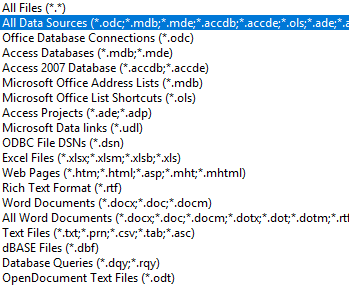 All Files (*.*)
All Data Sources (*.odc;*.mdb;*.mde;*.accdb;*.accde;*.ols;*.ade;*.a
Office Database Connections (*.odc)
Access Databases (*.mdb;*.mde)
Access 2007 Database (*.accdb;*.accde)
Microsoft Office Address Lists (*.mdb)
Microsoft Office List Shortcuts (*.ols)
Access Projects (*.ade;*.adp)
Microsoft Data links (*.udl)
ODBC File DSNs (*.dsn)
Excel Files (*.xlsx;*.xlsm;*.xlsb;*.xls)
Web Pages (*.htm;*.html;*.asp;*.mht;*.mhtml)
Rich Text Format (*.rtf)
Word Documents (*.docx;*.doc;*.docm)
All Word Documents (*.docx;*.doc;*.docm;*.dotx;*.dot;*.dotm;*.rtf
Text Files (*.txt;*.prn;*.csv;*.tab;*.asc)
dBASE Files (*.dbf)
Database Queries (*.dqy;*.rqy)
OpenDocument Text Files (*.odt)